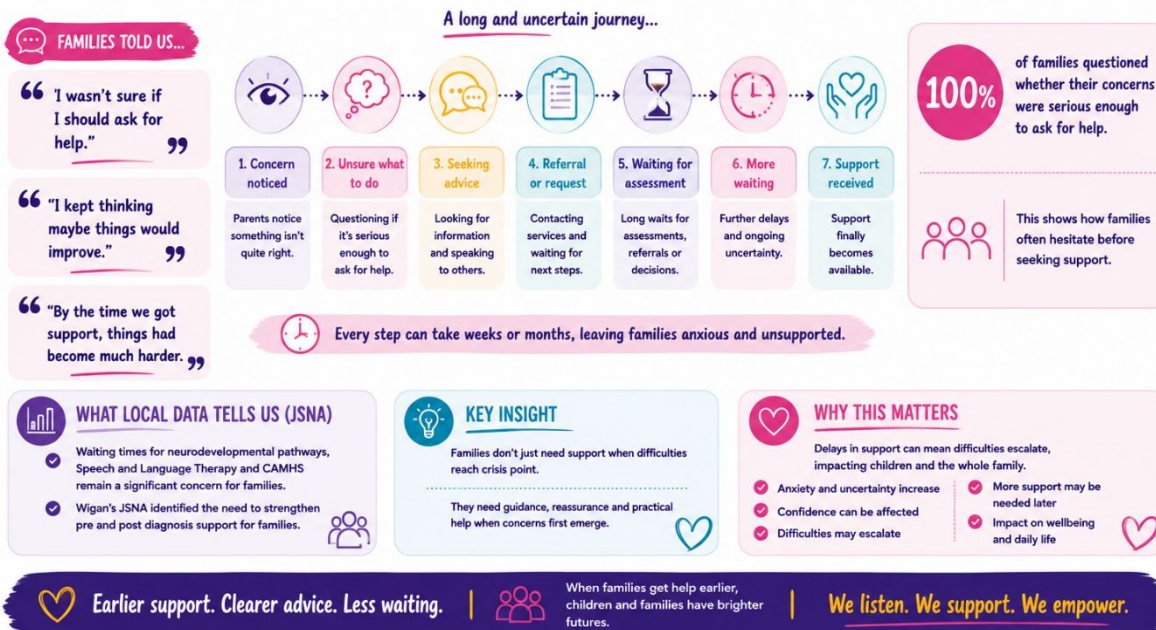 A long and uncertain journey...
FAMILIES TOLD US...
“ 'I wasn't sure if
I should ask for
help.” ”
“ “I kept thinking
maybe things would
improve.” ”
“ “By the time we got
support, things had
become much harder. ”
?
1. Concern
noticed
Parents notice
something isn't
quite right.
2. Unsure what
to do
Questioning if
it's serious
enough to
ask for help.
3. Seeking
advice
Looking for
information
and speaking
to others.
4. Referral
or request
Contacting
services and
waiting for
next steps.
5. Waiting for
assessment
Long waits for
assessments,
referrals or
decisions.
6. More
waiting
Further delays
and ongoing
uncertainty.
7. Support
received
Support
finally
becomes
available.
Every step can take weeks or months, leaving families anxious and unsupported.
100%
of families questioned
whether their concerns
were serious enough
to ask for help.
This shows how families
often hesitate before
seeking support.
WHAT LOCAL DATA TELLS US (JSNA)
Waiting times for neurodevelopmental pathways,
Speech and Language Therapy and CAMHS
remain a significant concern for families.
Wigan's JSNA identified the need to strengthen
pre and post diagnosis support for families.
KEY INSIGHT
Families don't just need support when difficulties
reach crisis point.
They need guidance, reassurance and practical
help when concerns first emerge.
WHY THIS MATTERS
Delays in support can mean difficulties escalate,
impacting children and the whole family.
Anxiety and uncertainty increase
Confidence can be affected
Difficulties may escalate
More support may be
needed later
Impact on wellbeing
and daily life
Earlier support. Clearer advice. Less waiting.
When families get help earlier,
children and families have brighter
futures.
We listen. We support. We empower.